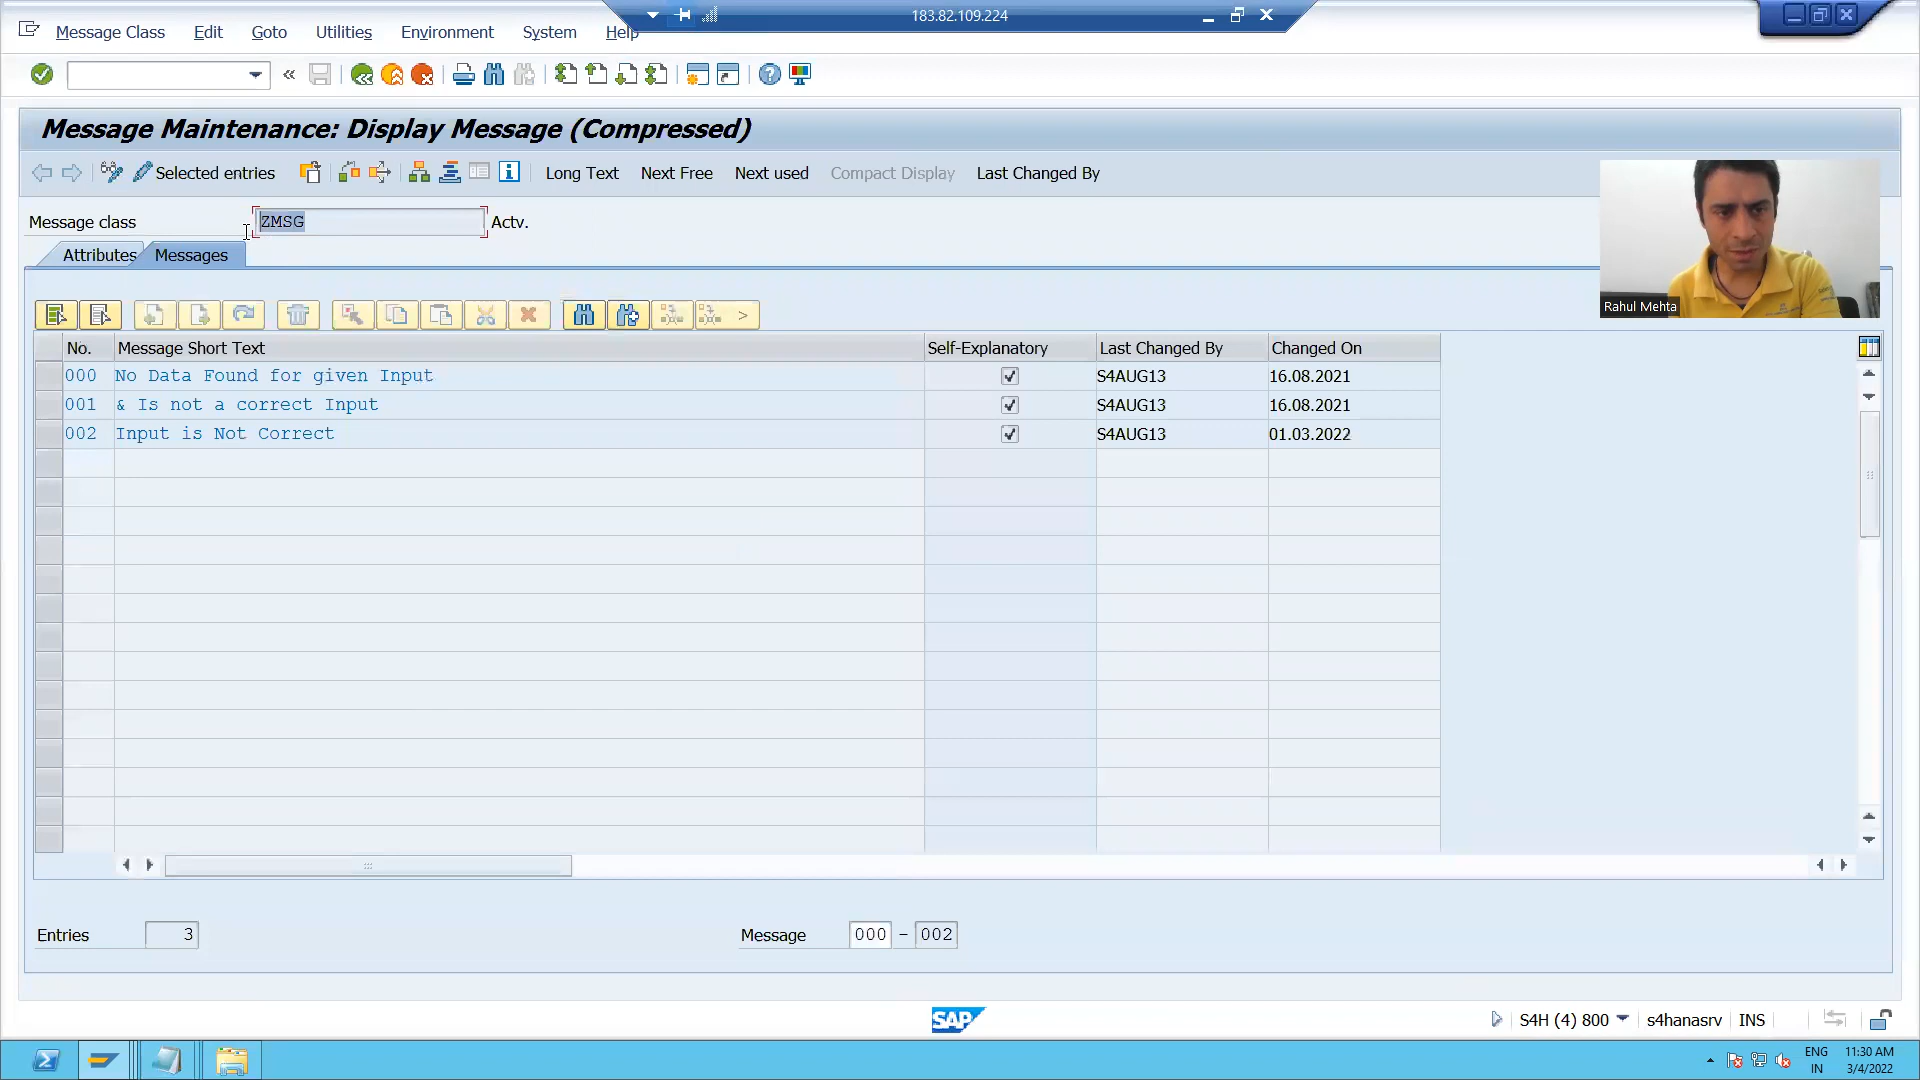 183.82.109.224
Message Class Edit Goto Utilities Environment System Help
Message Maintenance: Display Message (Compressed)
Selected entries Long Text Next Free Next used Compact Display Last Changed By
Message class ZMSG Actv.
Attributes Messages
Rahul Mehta
No. Message Short Text Self-Explanatory Last Changed By Changed On
000 No Data Found for given Input S4AUG13 16.08.2021
001 & Is not a correct Input S4AUG13 16.08.2021
002 Input is Not Correct S4AUG13 01.03.2022
Entries 3 Message 000 - 002
SAP S4H (4) 800 s4hanasrv INS
ENG 11:30 AM
IN 3/4/2022